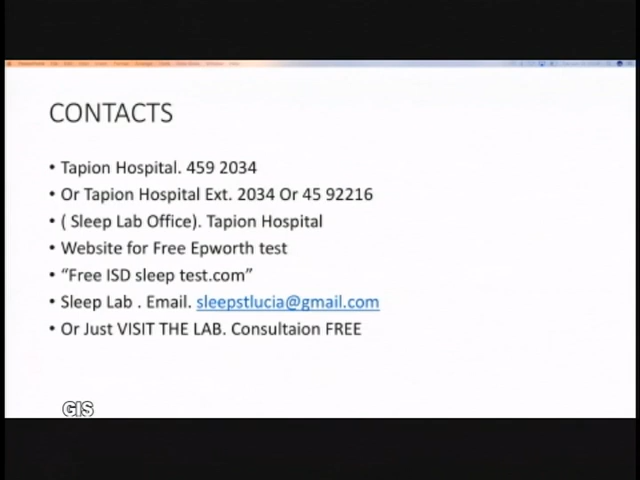 CONTACTS
• Tapion Hospital. 459 2034
• Or Tapion Hospital Ext. 2034 Or 45 92216
• ( Sleep Lab Office). Tapion Hospital
• Website for Free Epworth test
• “Free ISD sleep test.com”
• Sleep Lab . Email. sleepstlucia@gmail.com
• Or Just VISIT THE LAB. Consultaion FREE
GIS